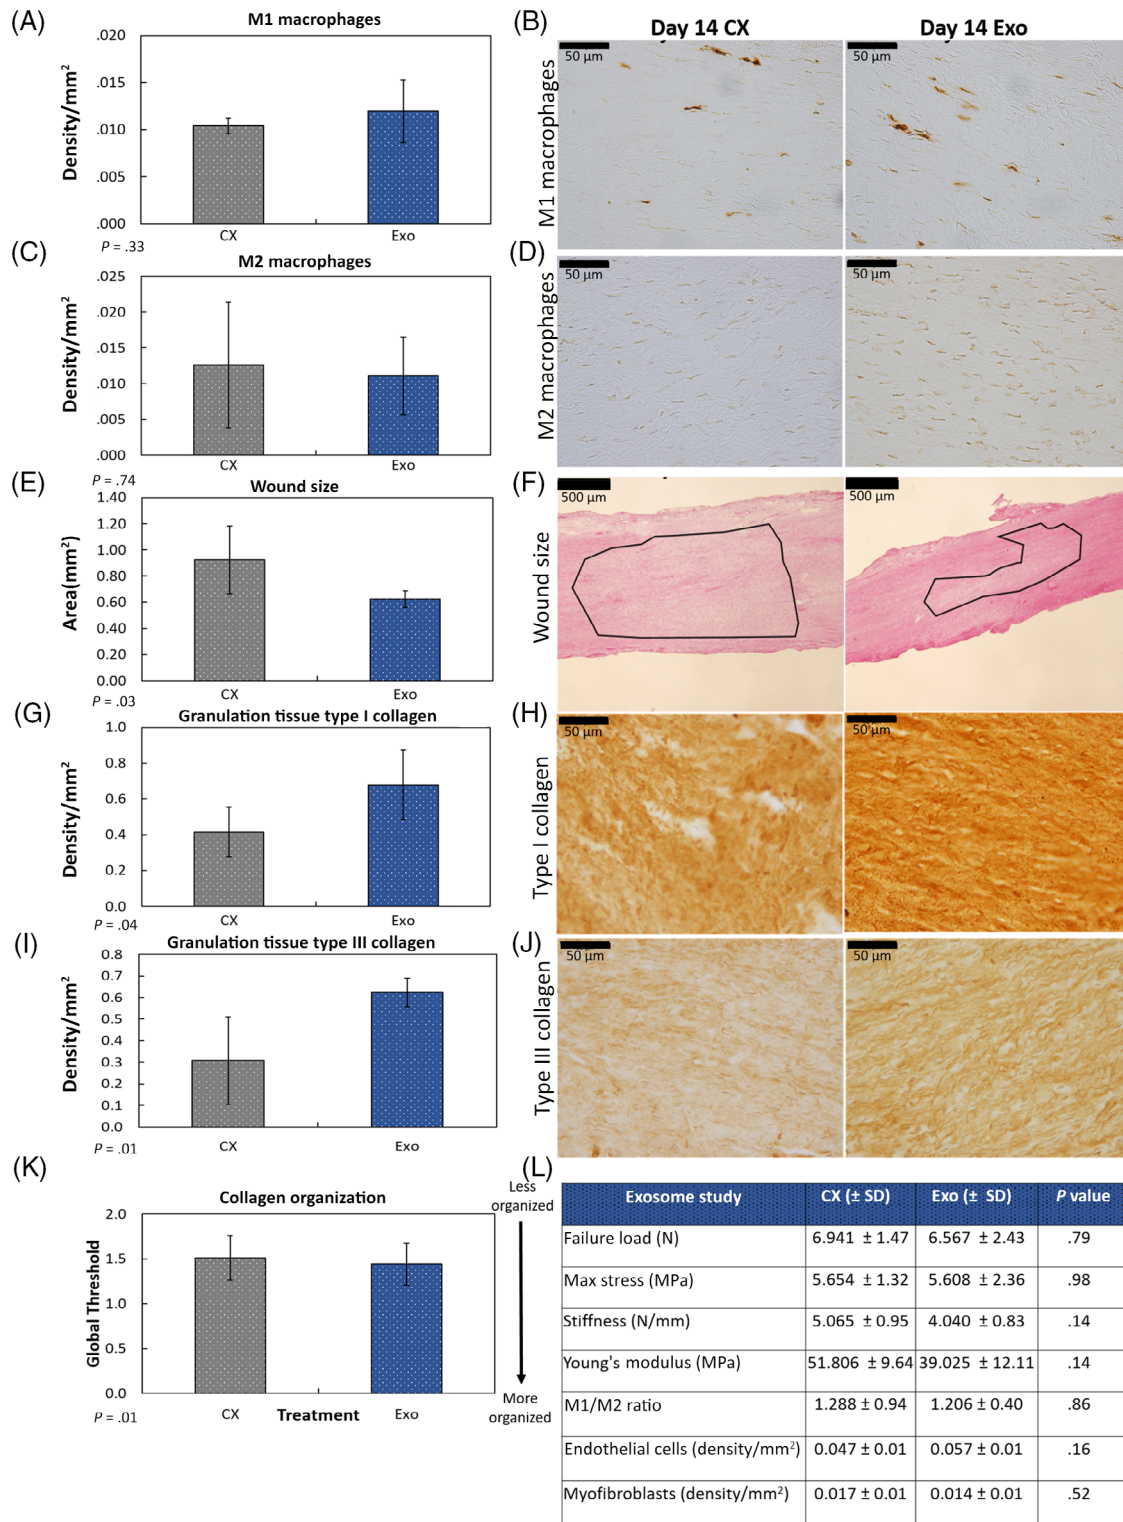 (A)
M1 macrophages
.020
.015
.010
.005
.000
Density/mm²
CX
Exo
P = .33
(B)
Day 14 CX
Day 14 Exo
M1 macrophages
50 µm
50 µm
(C)
M2 macrophages
.025
.020
.015
.010
.005
.000
Density/mm²
CX
Exo
P = .74
(D)
M2 macrophages
50 µm
50 µm
(E)
Wound size
1.40
1.20
1.00
0.80
0.60
0.40
0.20
0.00
Area(mm²)
CX
Exo
P = .03
(F)
Wound size
500 µm
500 µm
(G)
Granulation tissue type I collagen
1.0
0.8
0.6
0.4
0.2
0.0
Density/mm²
CX
Exo
P = .04
(H)
Type I collagen
50 µm
50 µm
(I)
Granulation tissue type III collagen
0.8
0.7
0.6
0.5
0.4
0.3
0.2
0.1
0.0
Density/mm²
CX
Exo
P = .01
(J)
Type III collagen
50 µm
50 µm
(K)
Collagen organization
2.0
1.5
1.0
0.5
0.0
Global Threshold
CX
Treatment
Exo
P = .01
Less
organized
More
organized
(L)
Exosome study CX (± SD) Exo (± SD) P value
Failure load (N) 6.941 ± 1.47 6.567 ± 2.43 .79
Max stress (MPa) 5.654 ± 1.32 5.608 ± 2.36 .98
Stiffness (N/mm) 5.065 ± 0.95 4.040 ± 0.83 .14
Young's modulus (MPa) 51.806 ± 9.64 39.025 ± 12.11 .14
M1/M2 ratio 1.288 ± 0.94 1.206 ± 0.40 .86
Endothelial cells (density/mm²) 0.047 ± 0.01 0.057 ± 0.01 .16
Myofibroblasts (density/mm²) 0.017 ± 0.01 0.014 ± 0.01 .52